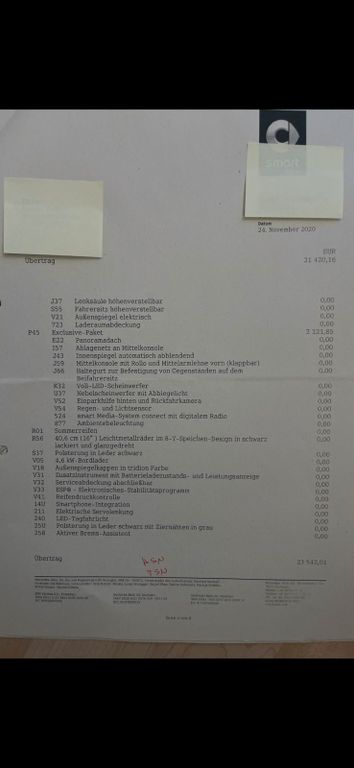 smart
Datum
24. November 2020
EUR
Übertrag 21 420,16
J37 Lenksäule höhenverstellbar 0,00
S55 Fahrersitz höhenverstellbar 0,00
V21 Außenspiegel elektrisch 0,00
723 Laderaumabdeckung 0,00
P45 Exclusive-Paket 2 121,85
E22 Panoramadach 0,00
I57 Ablagenetz an Mittelkonsole 0,00
J43 Innenspiegel automatisch abblendend 0,00
J59 Mittelkonsole mit Rollo und Mittelarmlehne vorn (klappbar) 0,00
J66 Haltegurt zur Befestigung von Gegenständen auf dem 0,00
Beifahrersitz
K32 Voll-LED-Scheinwerfer 0,00
U37 Nebelscheinwerfer mit Abbiegelicht 0,00
V52 Einparkhilfe hinten und Rückfahrkamera 0,00
Y54 Regen- und Lichtsensor 0,00
524 smart Media-System connect mit digitalem Radio 0,00
877 Ambientebeleuchtung 0,00
R01 Sommerreifen 0,00
R56 40,6 cm (16") Leichtmetallräder im 8-Y-Speichen-Design in schwarz 0,00
lackiert und glanzgedreht
S37 Polsterung in Leder schwarz 0,00
V05 4,6 kW-Bordlader 0,00
V18 Außenspiegelkappen in tridion Farbe 0,00
V31 Zusatzinstrument mit Batterieladezustands- und Leistungsanzeige 0,00
V32 Serviceabdeckung abschließbar 0,00
V33 ESP® - Elektronisches-Stabilitätsprogramm 0,00
V41 Reifendruckkontrolle 0,00
14U Smartphone-Integration 0,00
211 Elektrische Servolenkung 0,00
240 LED-Tagfahrlicht 0,00
25U Polsterung in Leder schwarz mit Ziernähten in grau 0,00
258 Aktiver Brems-Assistent 0,00
Übertrag 23 542,01
HSN
TSN